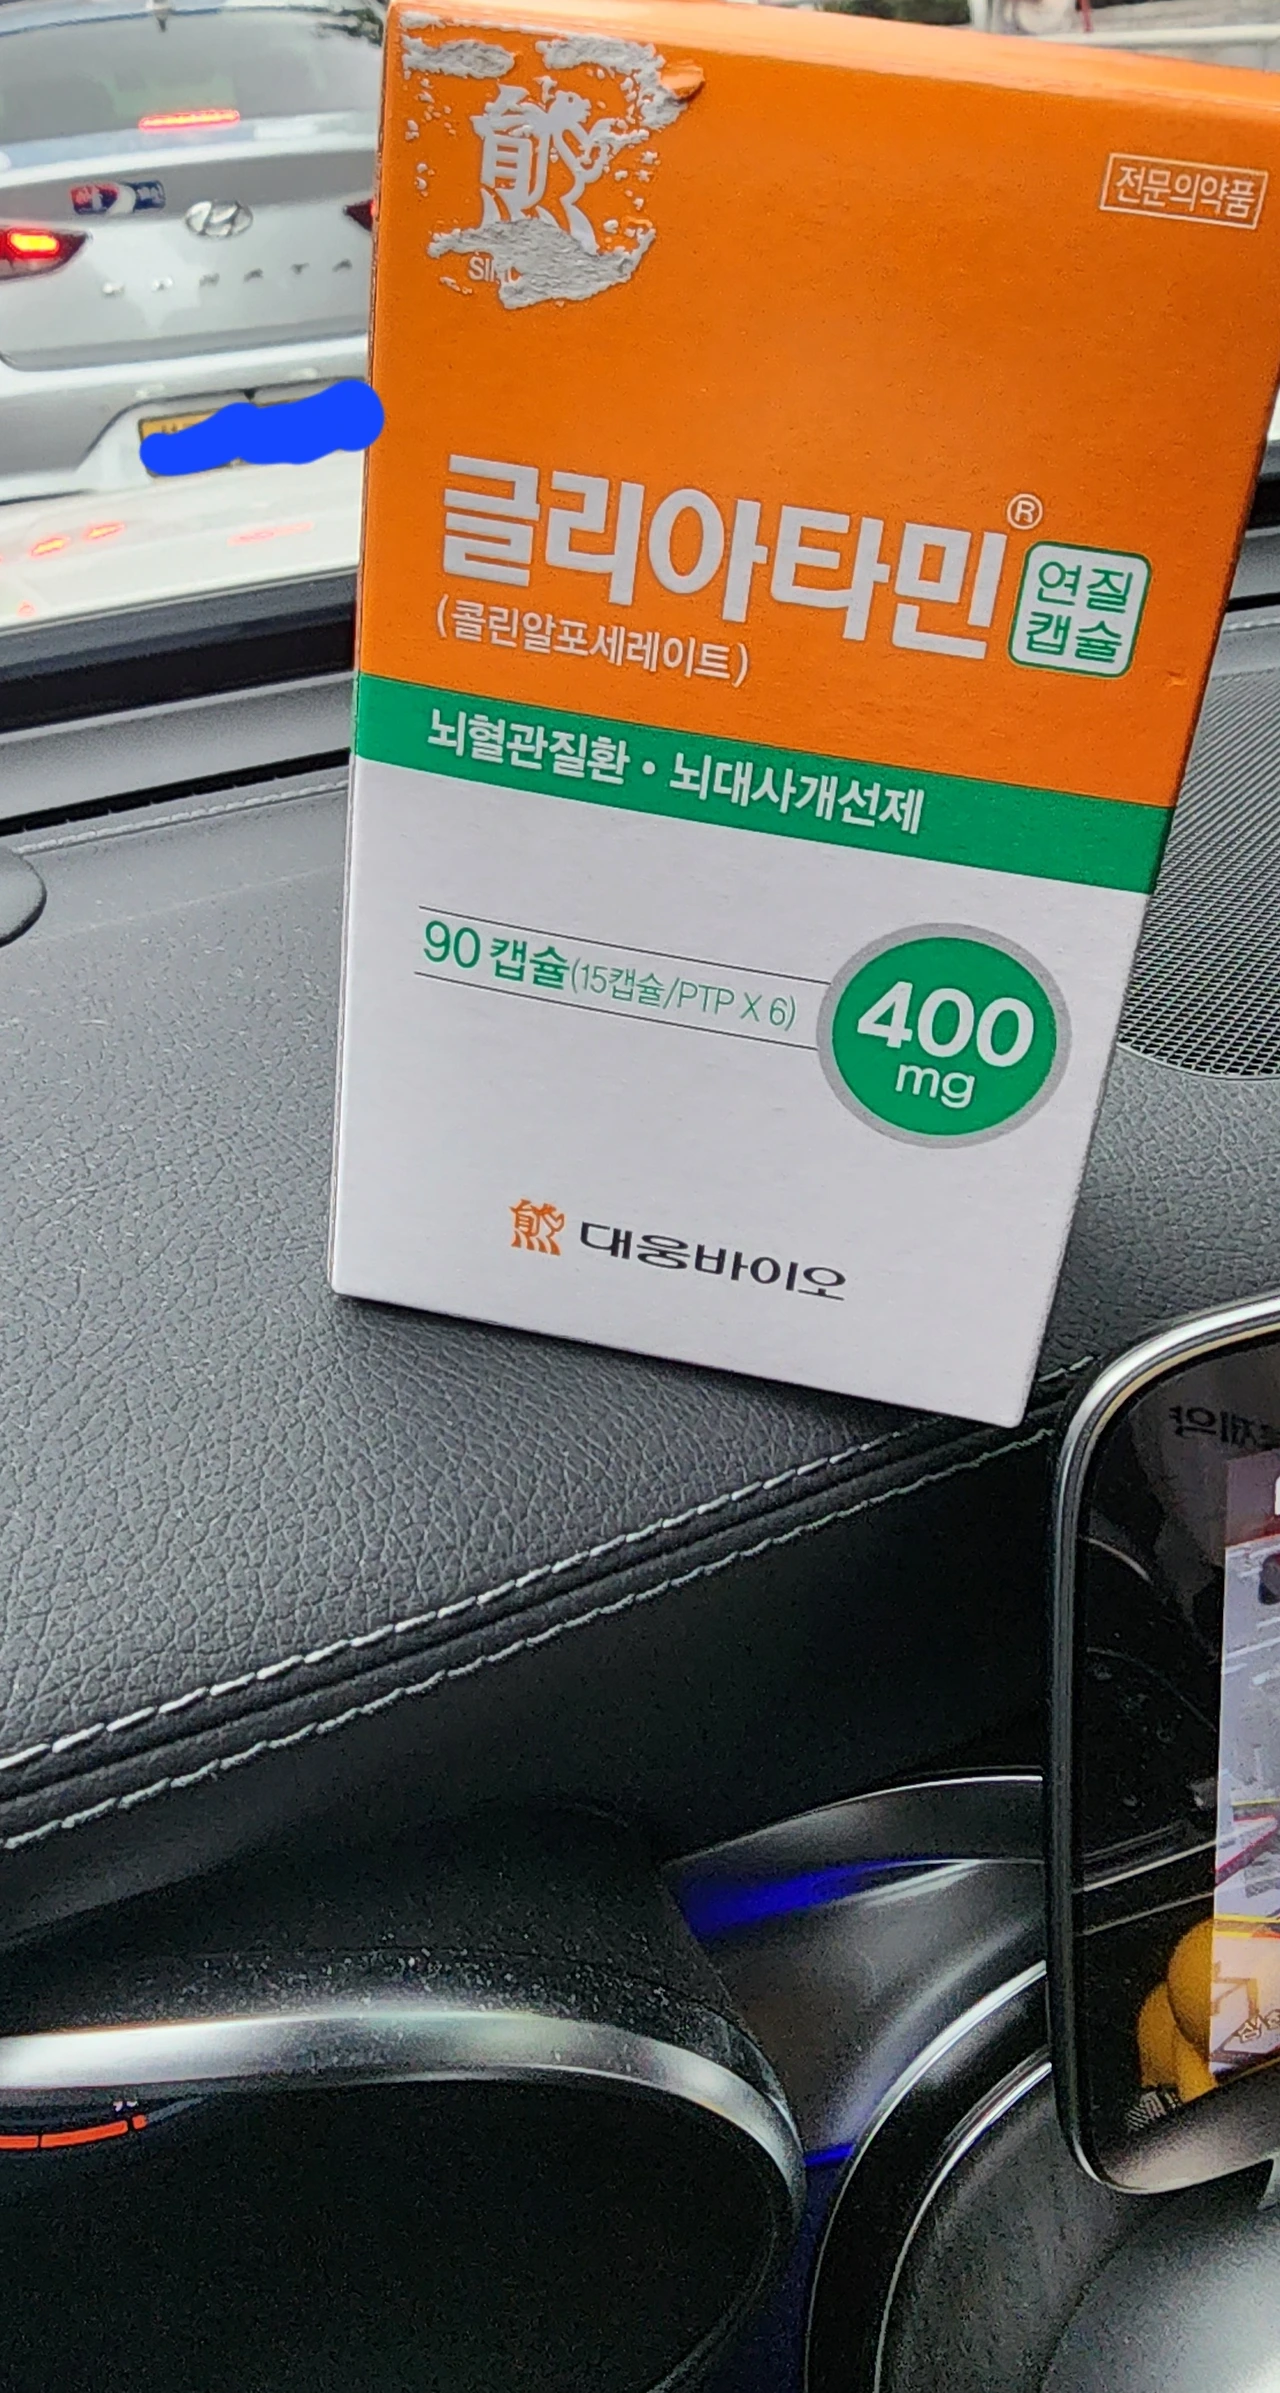 SONATA
전문의약품
글리아타민®
연질
캡슐
(콜린알포세레이트)
뇌혈관질환 • 뇌대사개선제
90 캡슐(15캡슐/PTP X 6)
400
mg
대웅바이오